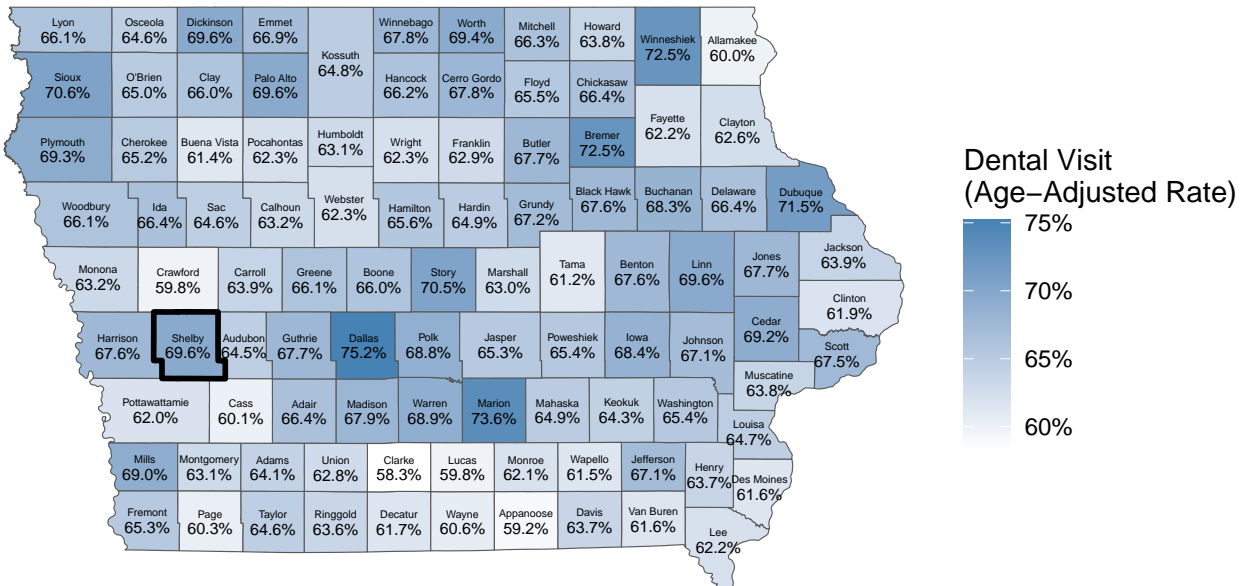 Lyon
66.1%
Osceola
64.6%
Dickinson
69.6%
Emmet
66.9%
Kossuth
64.8%
Winnebago
67.8%
Worth
69.4%
Mitchell
66.3%
Howard
63.8%
Winneshiek
72.5%
Allamakee
60.0%
Sioux
70.6%
O'Brien
65.0%
Clay
66.0%
Palo Alto
69.6%
Hancock
66.2%
Cerro Gordo
67.8%
Floyd
65.5%
Chickasaw
66.4%
Fayette
62.2%
Clayton
62.6%
Plymouth
69.3%
Cherokee
65.2%
Buena Vista
61.4%
Pocahontas
62.3%
Humboldt
63.1%
Wright
62.3%
Franklin
62.9%
Butler
67.7%
Bremer
72.5%
Woodbury
66.1%
Ida
66.4%
Sac
64.6%
Calhoun
63.2%
Webster
62.3%
Hamilton
65.6%
Hardin
64.9%
Grundy
67.2%
Black Hawk
67.6%
Buchanan
68.3%
Delaware
66.4%
Dubuque
71.5%
Monona
63.2%
Crawford
59.8%
Carroll
63.9%
Greene
66.1%
Boone
66.0%
Story
70.5%
Marshall
63.0%
Tama
61.2%
Benton
67.6%
Linn
69.6%
Jones
67.7%
Jackson
63.9%
Clinton
61.9%
Harrison
67.6%
Shelby
69.6%
Audubon
64.5%
Guthrie
67.7%
Dallas
75.2%
Polk
68.8%
Jasper
65.3%
Poweshiek
65.4%
Iowa
68.4%
Johnson
67.1%
Cedar
69.2%
Scott
67.5%
Muscatine
63.8%
Pottawattamie
62.0%
Cass
60.1%
Adair
66.4%
Madison
67.9%
Warren
68.9%
Marion
73.6%
Mahaska
64.9%
Keokuk
64.3%
Washington
65.4%
Louisa
64.7%
Mills
69.0%
Montgomery
63.1%
Adams
64.1%
Union
62.8%
Clarke
58.3%
Lucas
59.8%
Monroe
62.1%
Wapello
61.5%
Jefferson
67.1%
Henry
63.7%
Des Moines
61.6%
Fremont
65.3%
Page
60.3%
Taylor
64.6%
Ringgold
63.6%
Decatur
61.7%
Wayne
60.6%
Appanoose
59.2%
Davis
63.7%
Van Buren
61.6%
Lee
62.2%
Dental Visit
(Age−Adjusted Rate)
75%
70%
65%
60%